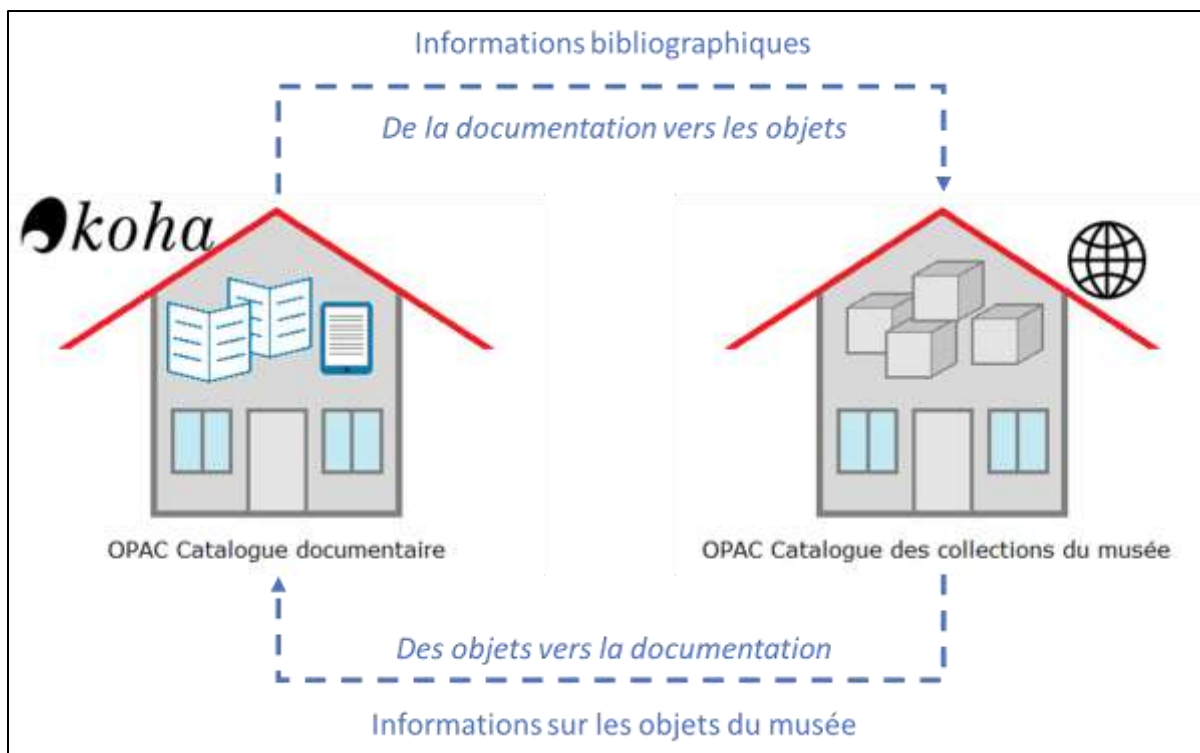 Informations bibliographiques
De la documentation vers les objets
koha
OPAC Catalogue documentaire
OPAC Catalogue des collections du musée
Des objets vers la documentation
Informations sur les objets du musée